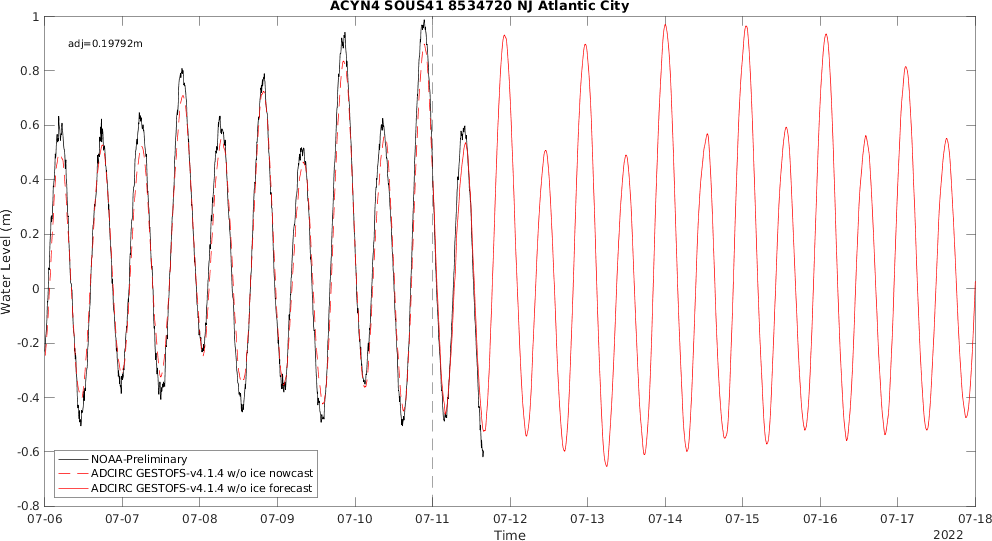 ACYN4 SOUS41 8534720 NJ Atlantic City
adj=0.19792m
Water Level (m)
1
0.8
0.6
0.4
0.2
0
-0.2
-0.4
-0.6
-0.8
NOAA-Preliminary
ADCIRC GESTOFS-v4.1.4 w/o ice nowcast
ADCIRC GESTOFS-v4.1.4 w/o ice forecast
07-06 07-07 07-08 07-09 07-10 07-11 07-12 07-13 07-14 07-15 07-16 07-17 07-18
Time
2022